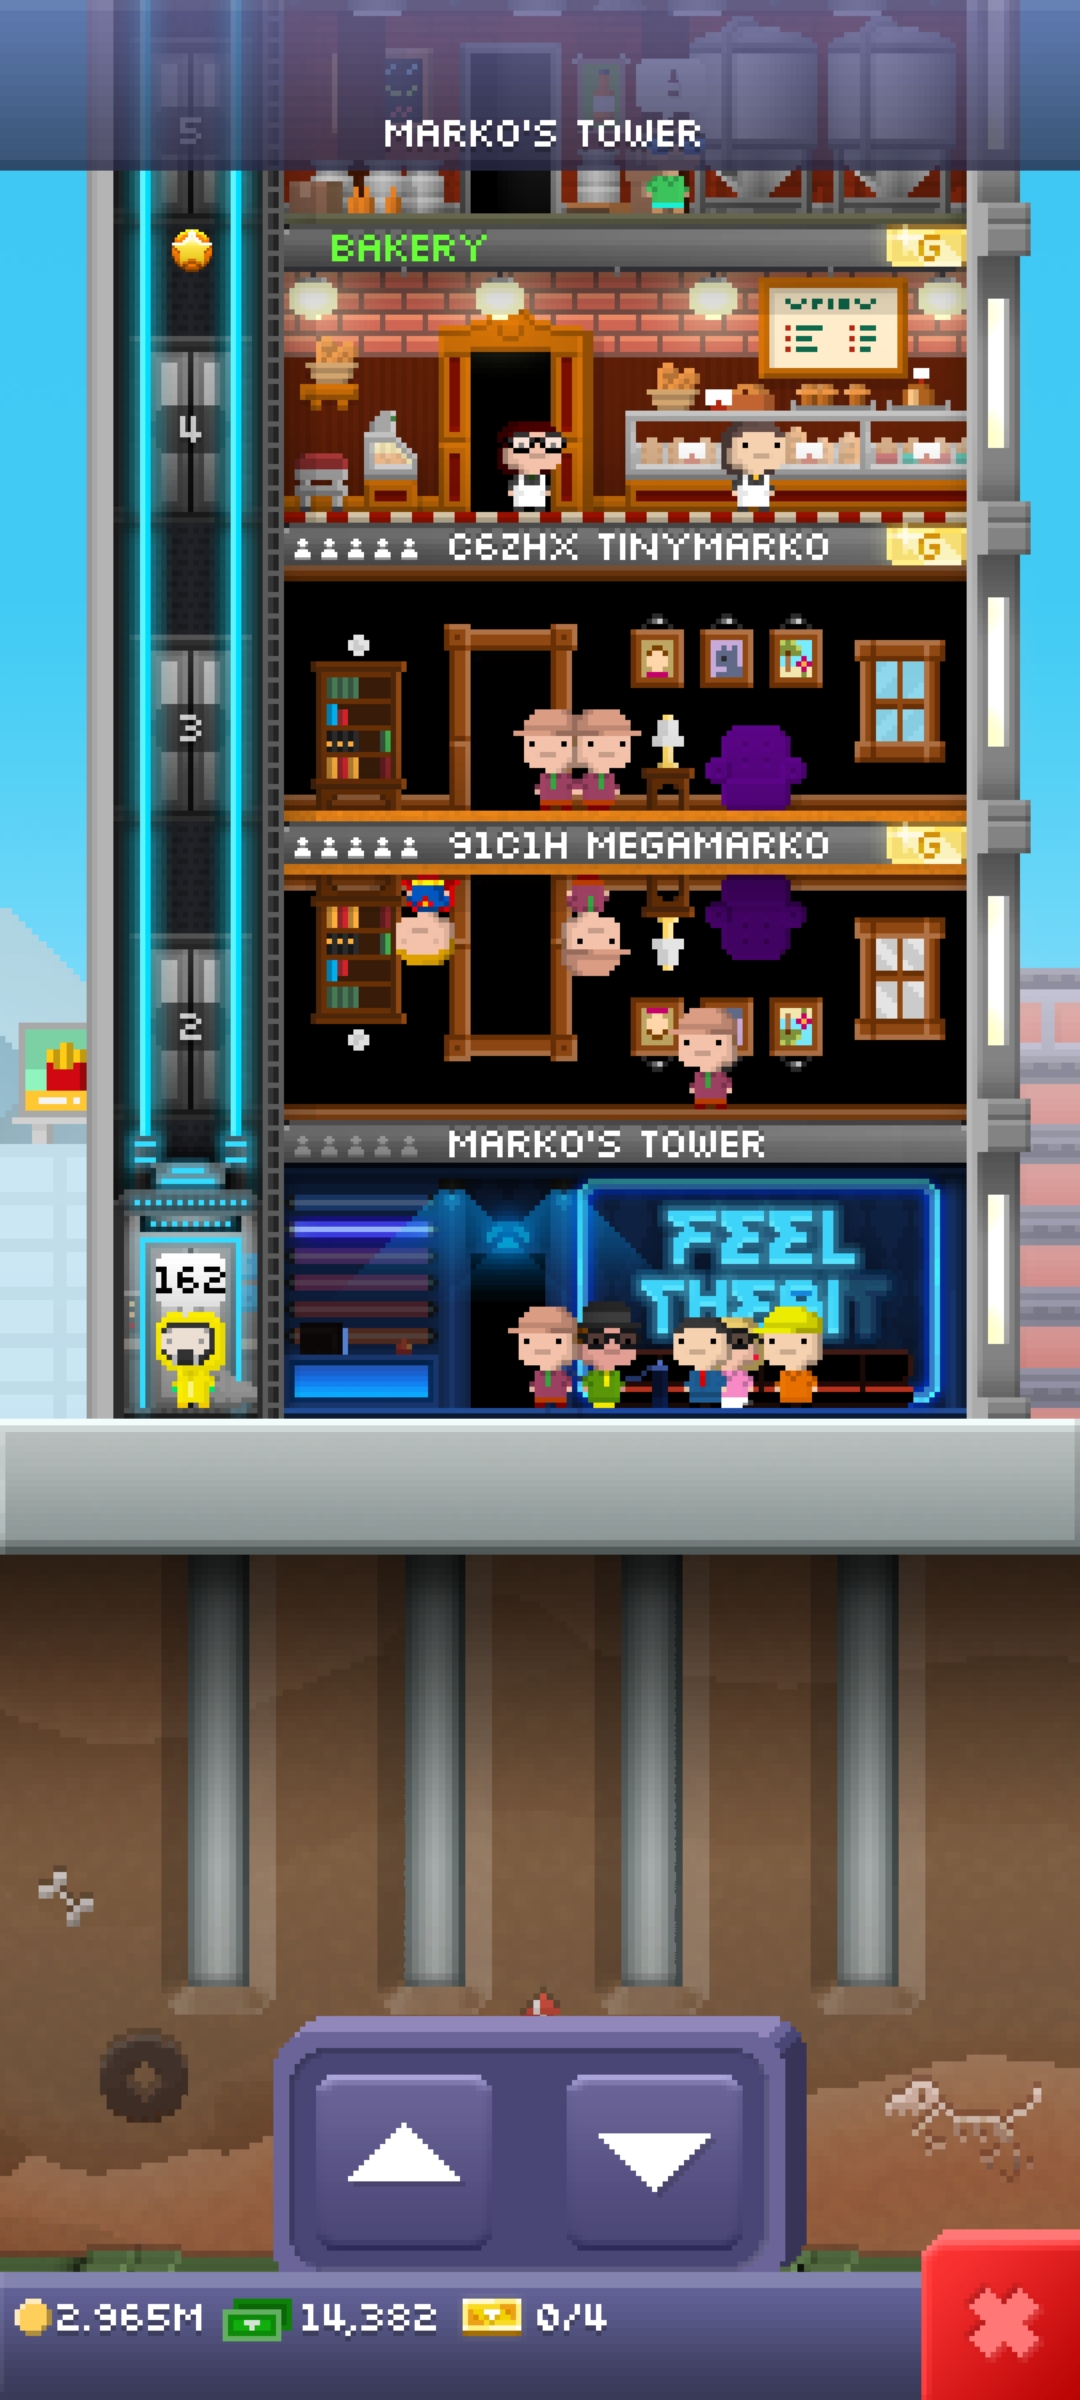 5
MARKO'S TOWER
BAKERY G
4
C6ZHX TINYMARKO G
3
91C1H MEGAMARKO G
2
MARKO'S TOWER
FEEL
THE BIT
162
2.965M 14,382 0/4